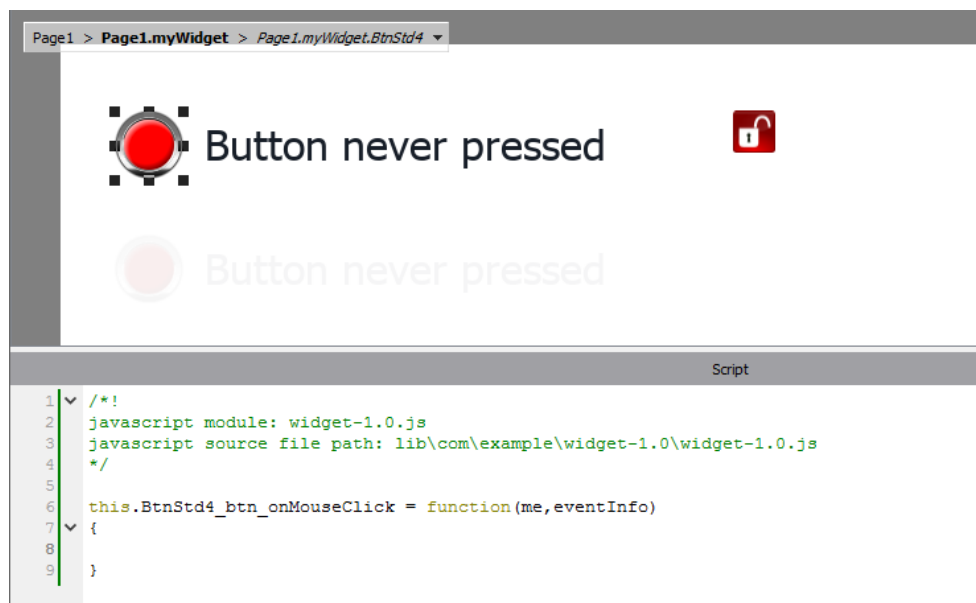 Page1 > Page1.myWidget > Page1.myWidget.BtnStd4
Button never pressed
Button never pressed
Script
1 /*!
2 javascript module: widget-1.0.js
3 javascript source file path: lib\com\example\widget-1.0\widget-1.0.js
4 */
5
6 this.BtnStd4_btn_onMouseClick = function(me,eventInfo)
7 {
8
9 }